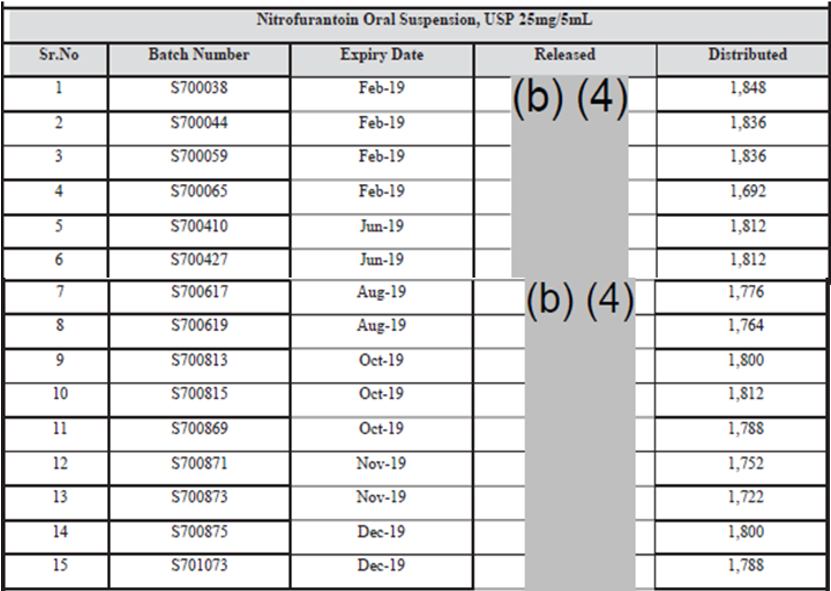 Nitrofurantoin Oral Suspension, USP 25mg/5mL
Sr.No Batch Number Expiry Date Released Distributed
1 S700038 Feb-19 (b) (4) 1,848
2 S700044 Feb-19 1,836
3 S700059 Feb-19 1,836
4 S700065 Feb-19 1,692
5 S700410 Jun-19 1,812
6 S700427 Jun-19 1,812
7 S700617 Aug-19 (b) (4) 1,776
8 S700619 Aug-19 1,764
9 S700813 Oct-19 1,800
10 S700815 Oct-19 1,812
11 S700869 Oct-19 1,788
12 S700871 Nov-19 1,752
13 S700873 Nov-19 1,722
14 S700875 Dec-19 1,800
15 S701073 Dec-19 1,788